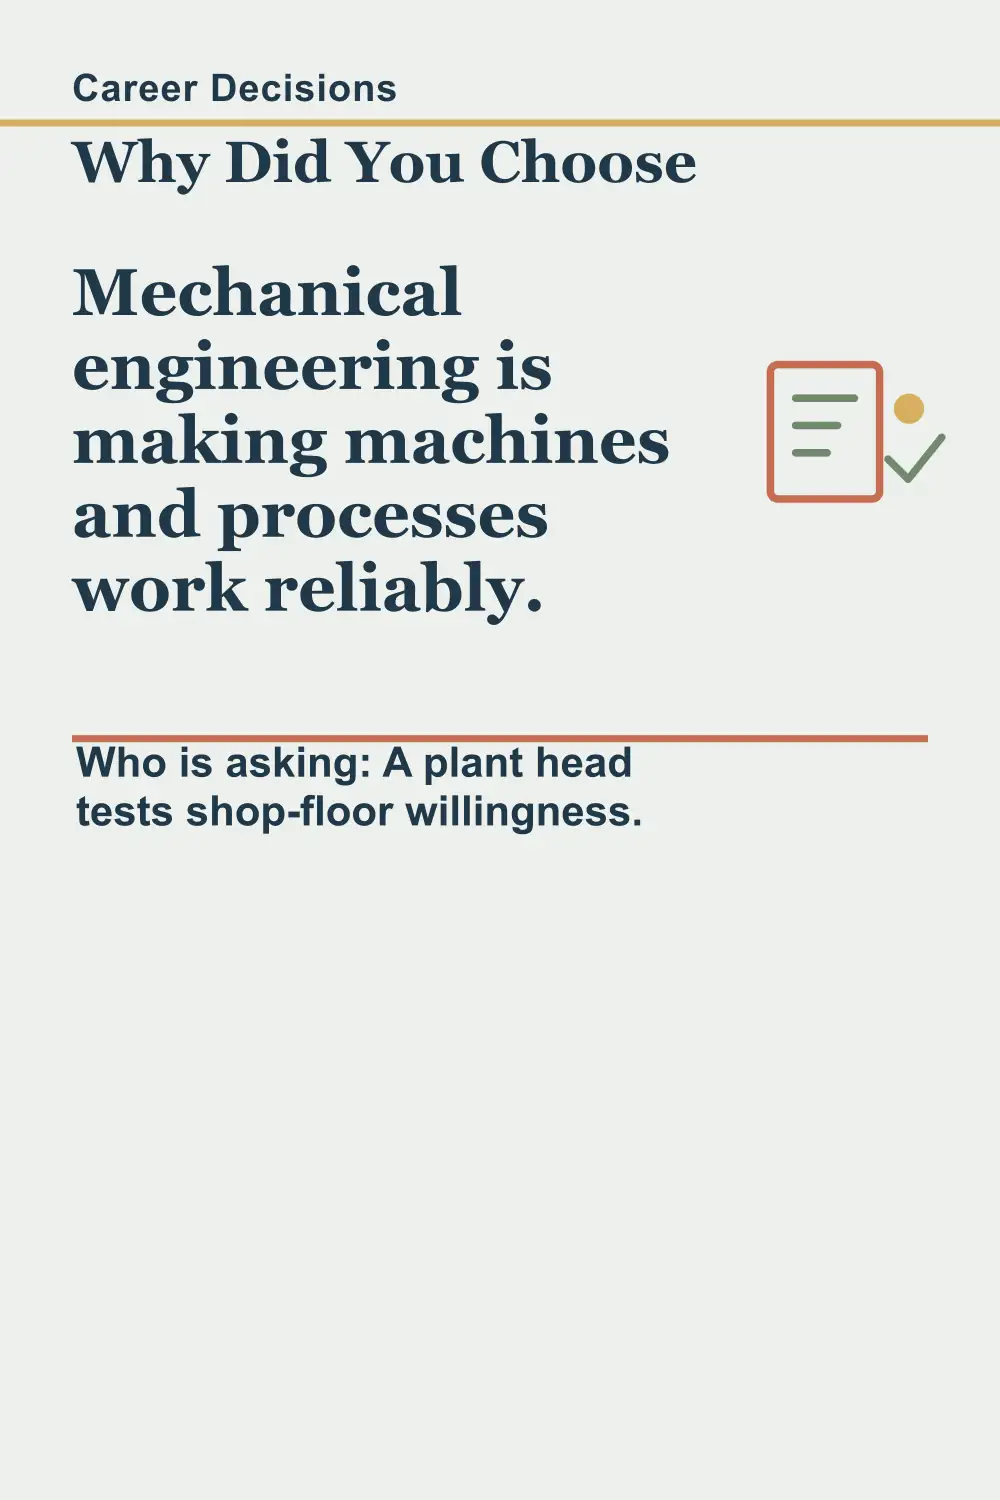 Career Decisions
Why Did You Choose
Mechanical
engineering is
making machines
and processes
work reliably.
Who is asking: A plant head
tests shop-floor willingness.